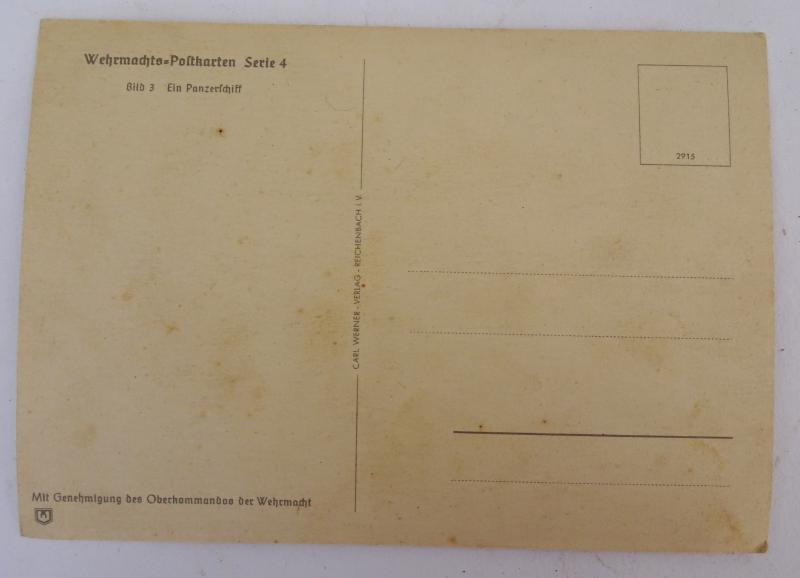 Wehrmachts=Postkarten Serie 4
Bild 3 Ein Panzerschiff
CARL WERNER - VERLAG - REICHENBACH i. V.
2915
Mit Genehmigung des Oberkommandos der Wehrmacht